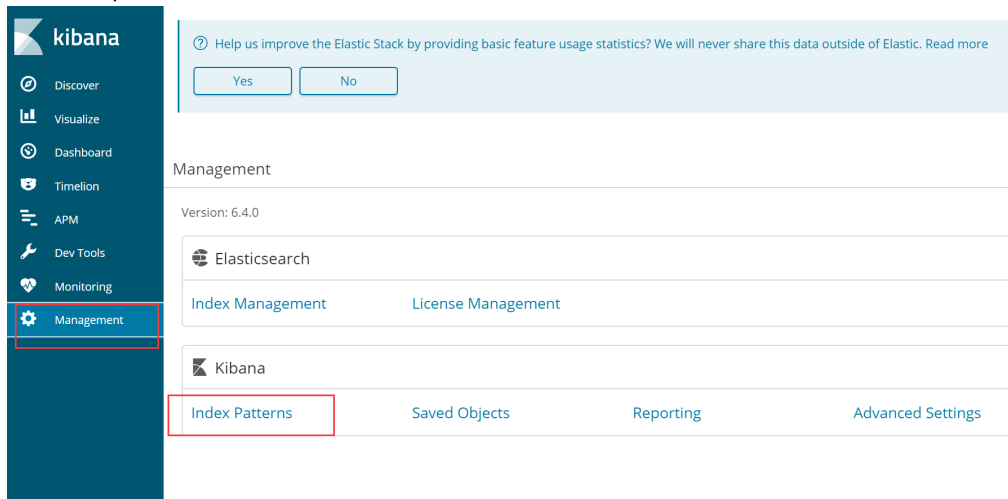 kibana
Discover
Visualize
Dashboard
Timelion
APM
Dev Tools
Monitoring
Management
Help us improve the Elastic Stack by providing basic feature usage statistics? We will never share this data outside of Elastic. Read more
Yes No
Management
Version: 6.4.0
Elasticsearch
Index Management License Management
Kibana
Index Patterns Saved Objects Reporting Advanced Settings